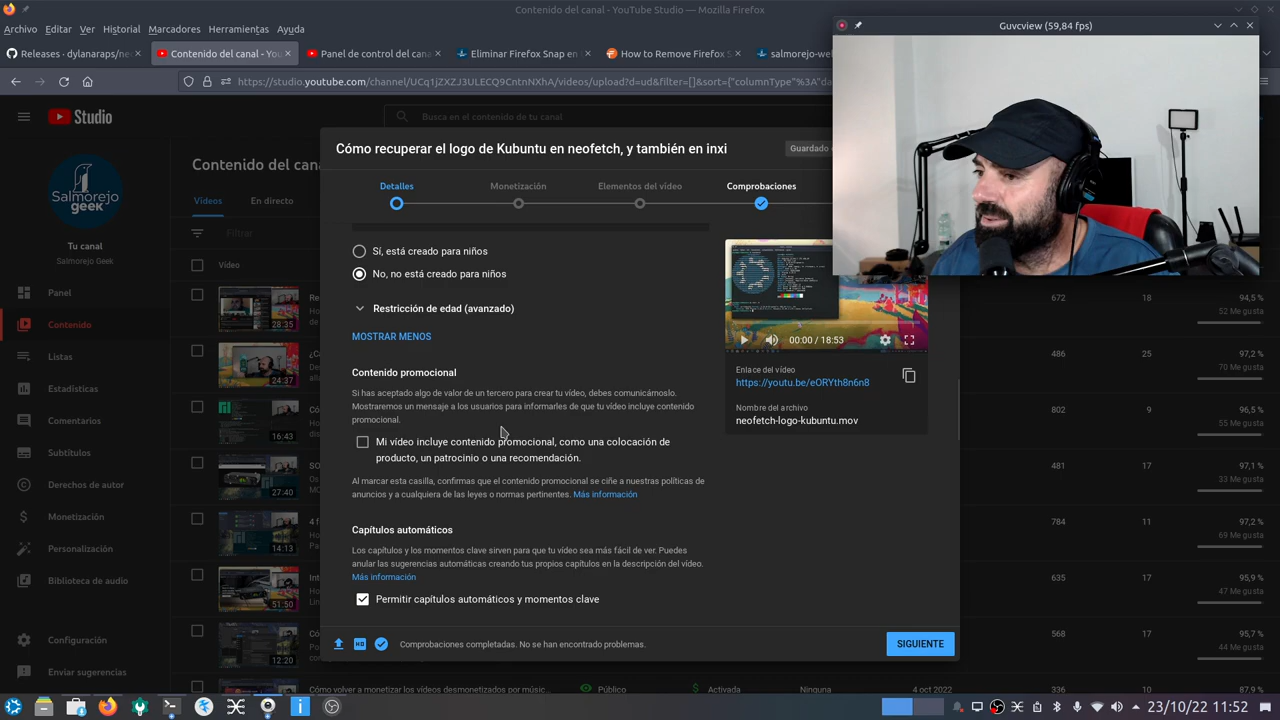 Contenido del canal - YouTube Studio — Mozilla Firefox
Archivo Editar Ver Historial Marcadores Herramientas Ayuda
Guvcview (59,84 fps)
Releases · dylanaraps/ne
Contenido del canal - You
Panel de control del cana
Eliminar Firefox Snap en
How to Remove Firefox S
salmorejo-web
https://studio.youtube.com/channel/UCq1jZXZJ3ULECQ9CntnNXhA/videos/upload?d=ud&filter=[]&sort={"columnType"%3A"da
Studio
Busca en el contenido de tu canal
Salmorejo
geek
Tu canal
Salmorejo Geek
Panel
Contenido
Listas
Estadísticas
Comentarios
Subtítulos
Derechos de autor
Monetización
Personalización
Biblioteca de audio
Configuración
Enviar sugerencias
Contenido del cana
Vídeos En directo
Filtrar
Vídeo
28:35
24:37
16:43
27:40
14:13
51:50
12:20
Cómo recuperar el logo de Kubuntu en neofetch, y también en inxi
Guardado c
Detalles Monetización Elementos del vídeo Comprobaciones
Sí, está creado para niños
No, no está creado para niños
Restricción de edad (avanzado)
MOSTRAR MENOS
Contenido promocional
Si has aceptado algo de valor de un tercero para crear tu vídeo, debes comunicárnoslo.
Mostraremos un mensaje a los usuarios para informarles de que tu vídeo incluye contenido
promocional.
Mi vídeo incluye contenido promocional, como una colocación de
producto, un patrocinio o una recomendación.
Al marcar esta casilla, confirmas que el contenido promocional se ciñe a nuestras políticas de
anuncios y a cualquiera de las leyes o normas pertinentes. Más información
Capítulos automáticos
Los capítulos y los momentos clave sirven para que tu vídeo sea más fácil de ver. Puedes
anular las sugerencias automáticas creando tus propios capítulos en la descripción del vídeo.
Más información
Permitir capítulos automáticos y momentos clave
00:00 / 18:53
Enlace del vídeo
https://youtu.be/eORYth8n6n8
Nombre del archivo
neofetch-logo-kubuntu.mov
Comprobaciones completadas. No se han encontrado problemas.
SIGUIENTE
672 18 94,5 %
36 Me gusta
486 25 97,2 %
70 Me gusta
802 9 96,5 %
55 Me gusta
481 17 97,1 %
33 Me gusta
784 11 97,2 %
69 Me gusta
635 17 95,9 %
47 Me gusta
568 17 95,7 %
44 Me gusta
Cómo volver a monetizar los vídeos desmonetizados por músic... Público Activada Ninguna 4 oct 2022 336 10 87,9 %
23/10/22 11:52